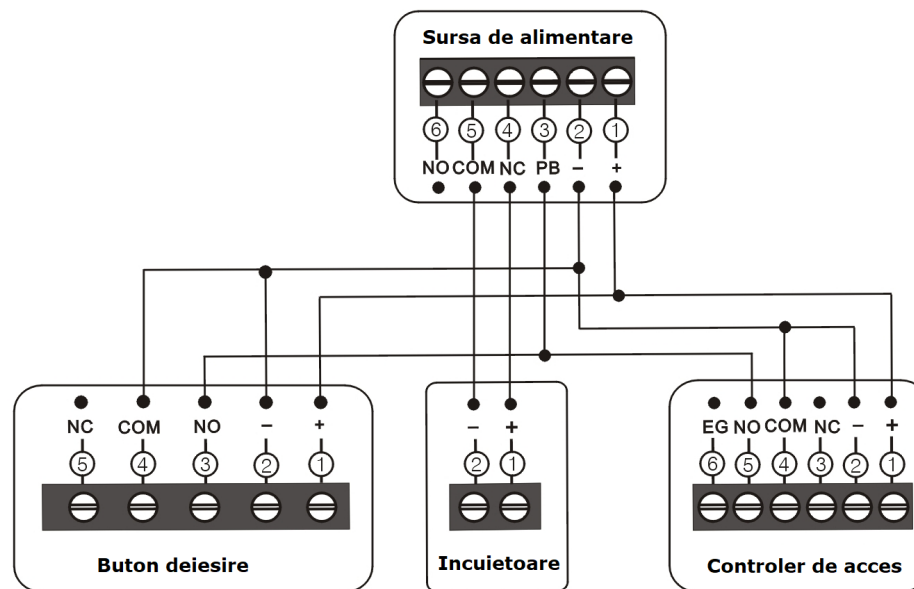 Sursa de alimentare
6 5 4 3 2 1
NO COM NC PB - +
NC COM NO - +
5 4 3 2 1
Buton deiesire
- +
2 1
Incuietoare
EG NO COM NC - +
6 5 4 3 2 1
Controler de acces